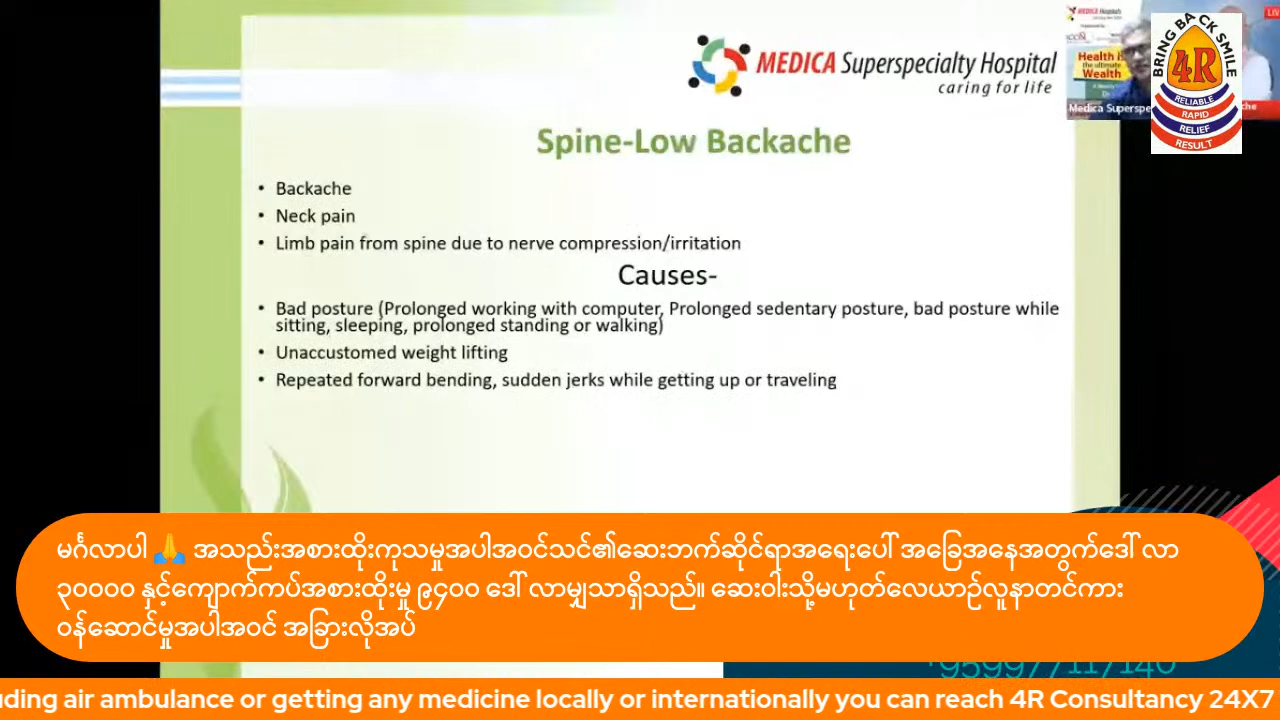 MEDICA Superspecialty Hospital
caring for life
Spine-Low Backache
• Backache
• Neck pain
• Limb pain from spine due to nerve compression/irritation
Causes-
• Bad posture (Prolonged working with computer, Prolonged sedentary posture, bad posture while
sitting, sleeping, prolonged standing or walking)
• Unaccustomed weight lifting
• Repeated forward bending, sudden jerks while getting up or traveling
Health is
the ultimate
Wealth
Medica Superspe
BRING BACK SMILE
4R
RELIABLE
RAPID
RELIEF
RESULT
LIV
che
မင်္ဂလာပါ 🙏 အသည်းအစားထိုးကုသမှုအပါအဝင်သင်၏ဆေးဘက်ဆိုင်ရာအရေးပေါ် အခြေအနေအတွက်ဒေါ် လာ
၃၀၀၀၀ နှင့်ကျောက်ကပ်အစားထိုးမှု ၉၄၀၀ ဒေါ် လာမျှသာရှိသည်။ ဆေးဝါးသို့မဟုတ်လေယာဉ်လူနာတင်ကား
ဝန်ဆောင်မှုအပါအဝင် အခြားလိုအပ်
uding air ambulance or getting any medicine locally or internationally you can reach 4R Consultancy 24X7